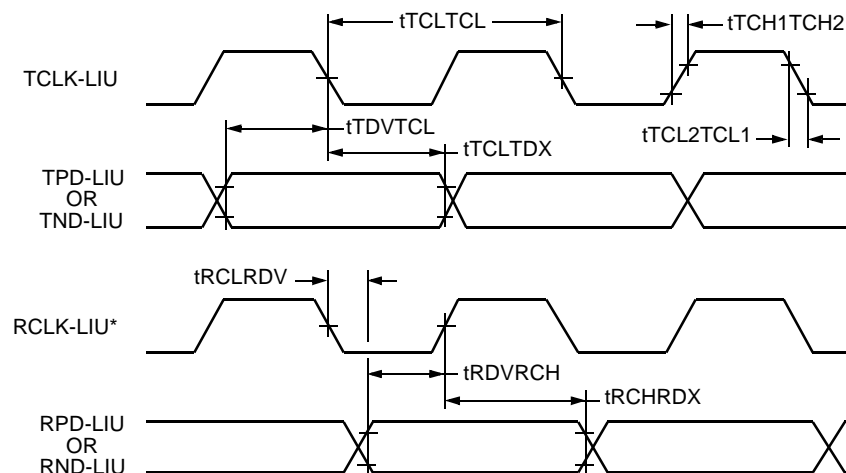 tTCLTCL
tTCH1TCH2
TCLK-LIU
tTDVTCL
tTCL2TCL1
tTCLTDX
TPD-LIU
OR
TND-LIU
tRCLRDV
RCLK-LIU*
tRDVRCH
tRCHRDX
RPD-LIU
OR
RND-LIU